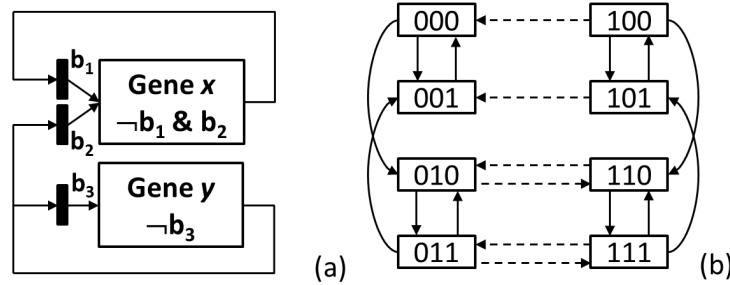 b₁
Gene x
¬b₁ & b₂
b₂
b₃
Gene y
¬b₃
(a)
000 100
001 101
010 110
011 111
(b)